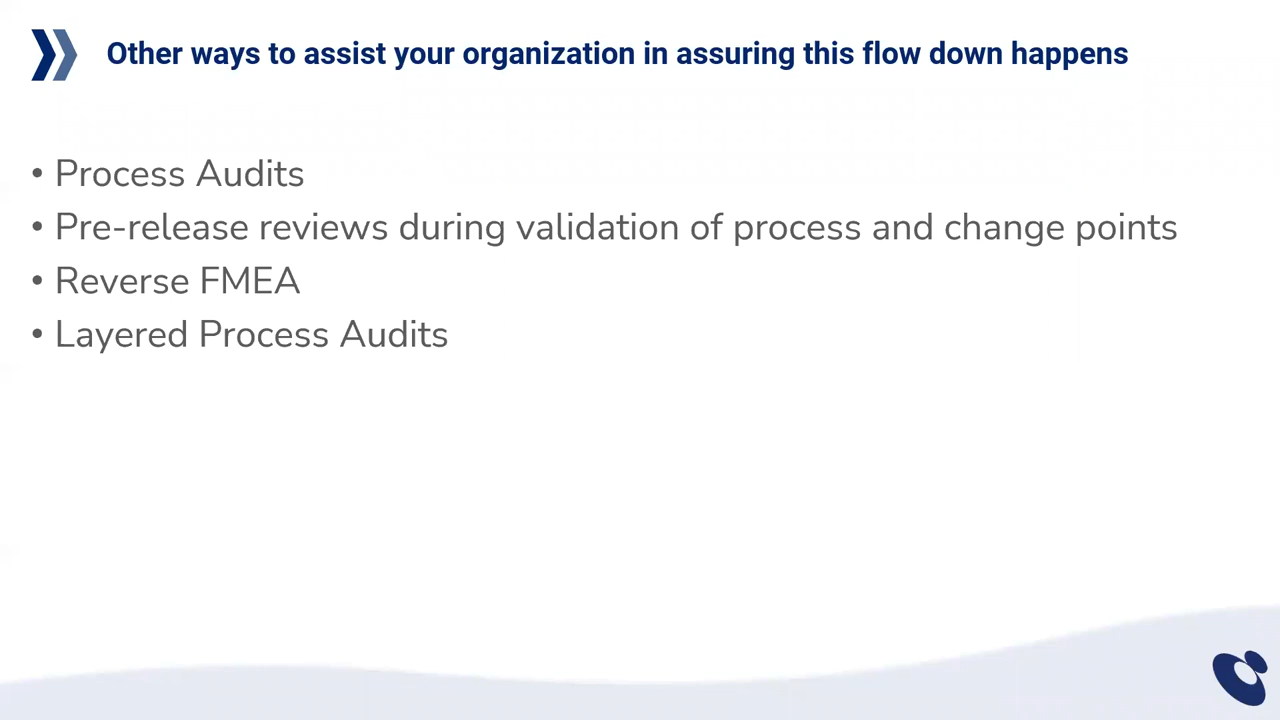 Other ways to assist your organization in assuring this flow down happens
• Process Audits
• Pre-release reviews during validation of process and change points
• Reverse FMEA
• Layered Process Audits